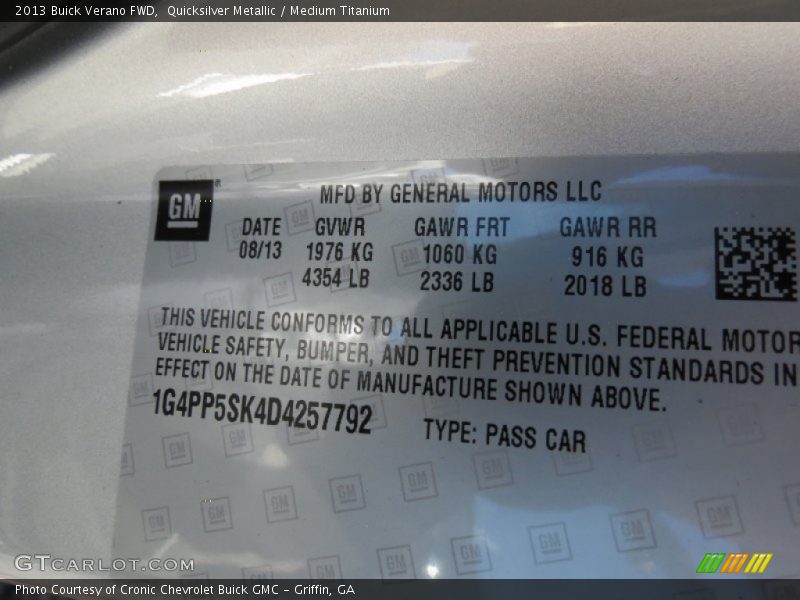 2013 Buick Verano FWD,  Quicksilver Metallic / Medium Titanium
GM
MFD BY GENERAL MOTORS LLC
DATE GVWR GAWR FRT GAWR RR
08/13 1976 KG 1060 KG 916 KG
4354 LB 2336 LB 2018 LB
THIS VEHICLE CONFORMS TO ALL APPLICABLE U.S. FEDERAL MOTOR
VEHICLE SAFETY, BUMPER, AND THEFT PREVENTION STANDARDS IN
EFFECT ON THE DATE OF MANUFACTURE SHOWN ABOVE.
1G4PP5SK4D4257792 TYPE: PASS CAR
GTCARLOT.COM
Photo Courtesy of Cronic Chevrolet Buick GMC – Griffin, GA